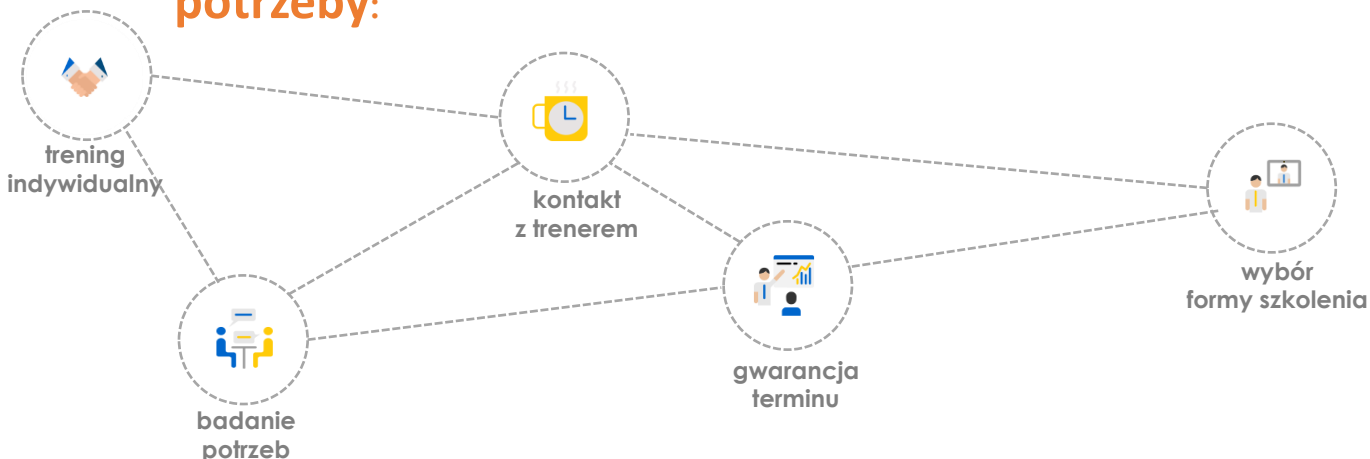 potrzeby:
trening
indywidualny
kontakt
z trenerem
wybór
formy szkolenia
gwarancja
terminu
badanie
potrzeb